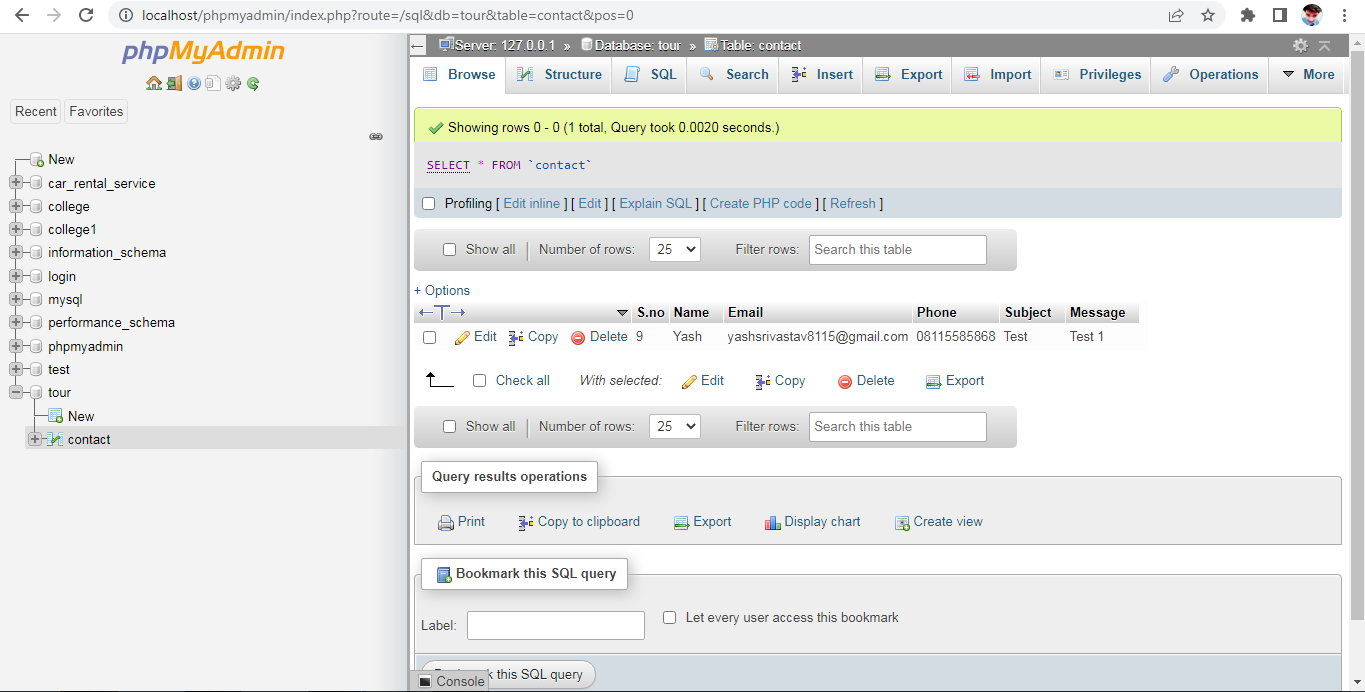 localhost/phpmyadmin/index.php?route=/sql&db=tour&table=contact&pos=0
phpMyAdmin
Recent Favorites
New
car_rental_service
college
college1
information_schema
login
mysql
performance_schema
phpmyadmin
test
tour
New
contact
Server: 127.0.0.1 » Database: tour » Table: contact
Browse Structure SQL Search Insert Export Import Privileges Operations More
Showing rows 0 - 0 (1 total, Query took 0.0020 seconds.)
SELECT * FROM `contact`
Profiling [ Edit inline ] [ Edit ] [ Explain SQL ] [ Create PHP code ] [ Refresh ]
Show all Number of rows: 25 Filter rows: Search this table
+ Options
←T→ S.no Name Email Phone Subject Message
Edit Copy Delete 9 Yash yashsrivastav8115@gmail.com 08115585868 Test Test 1
Check all With selected: Edit Copy Delete Export
Show all Number of rows: 25 Filter rows: Search this table
Query results operations
Print Copy to clipboard Export Display chart Create view
Bookmark this SQL query
Label: Let every user access this bookmark
this SQL query
Console